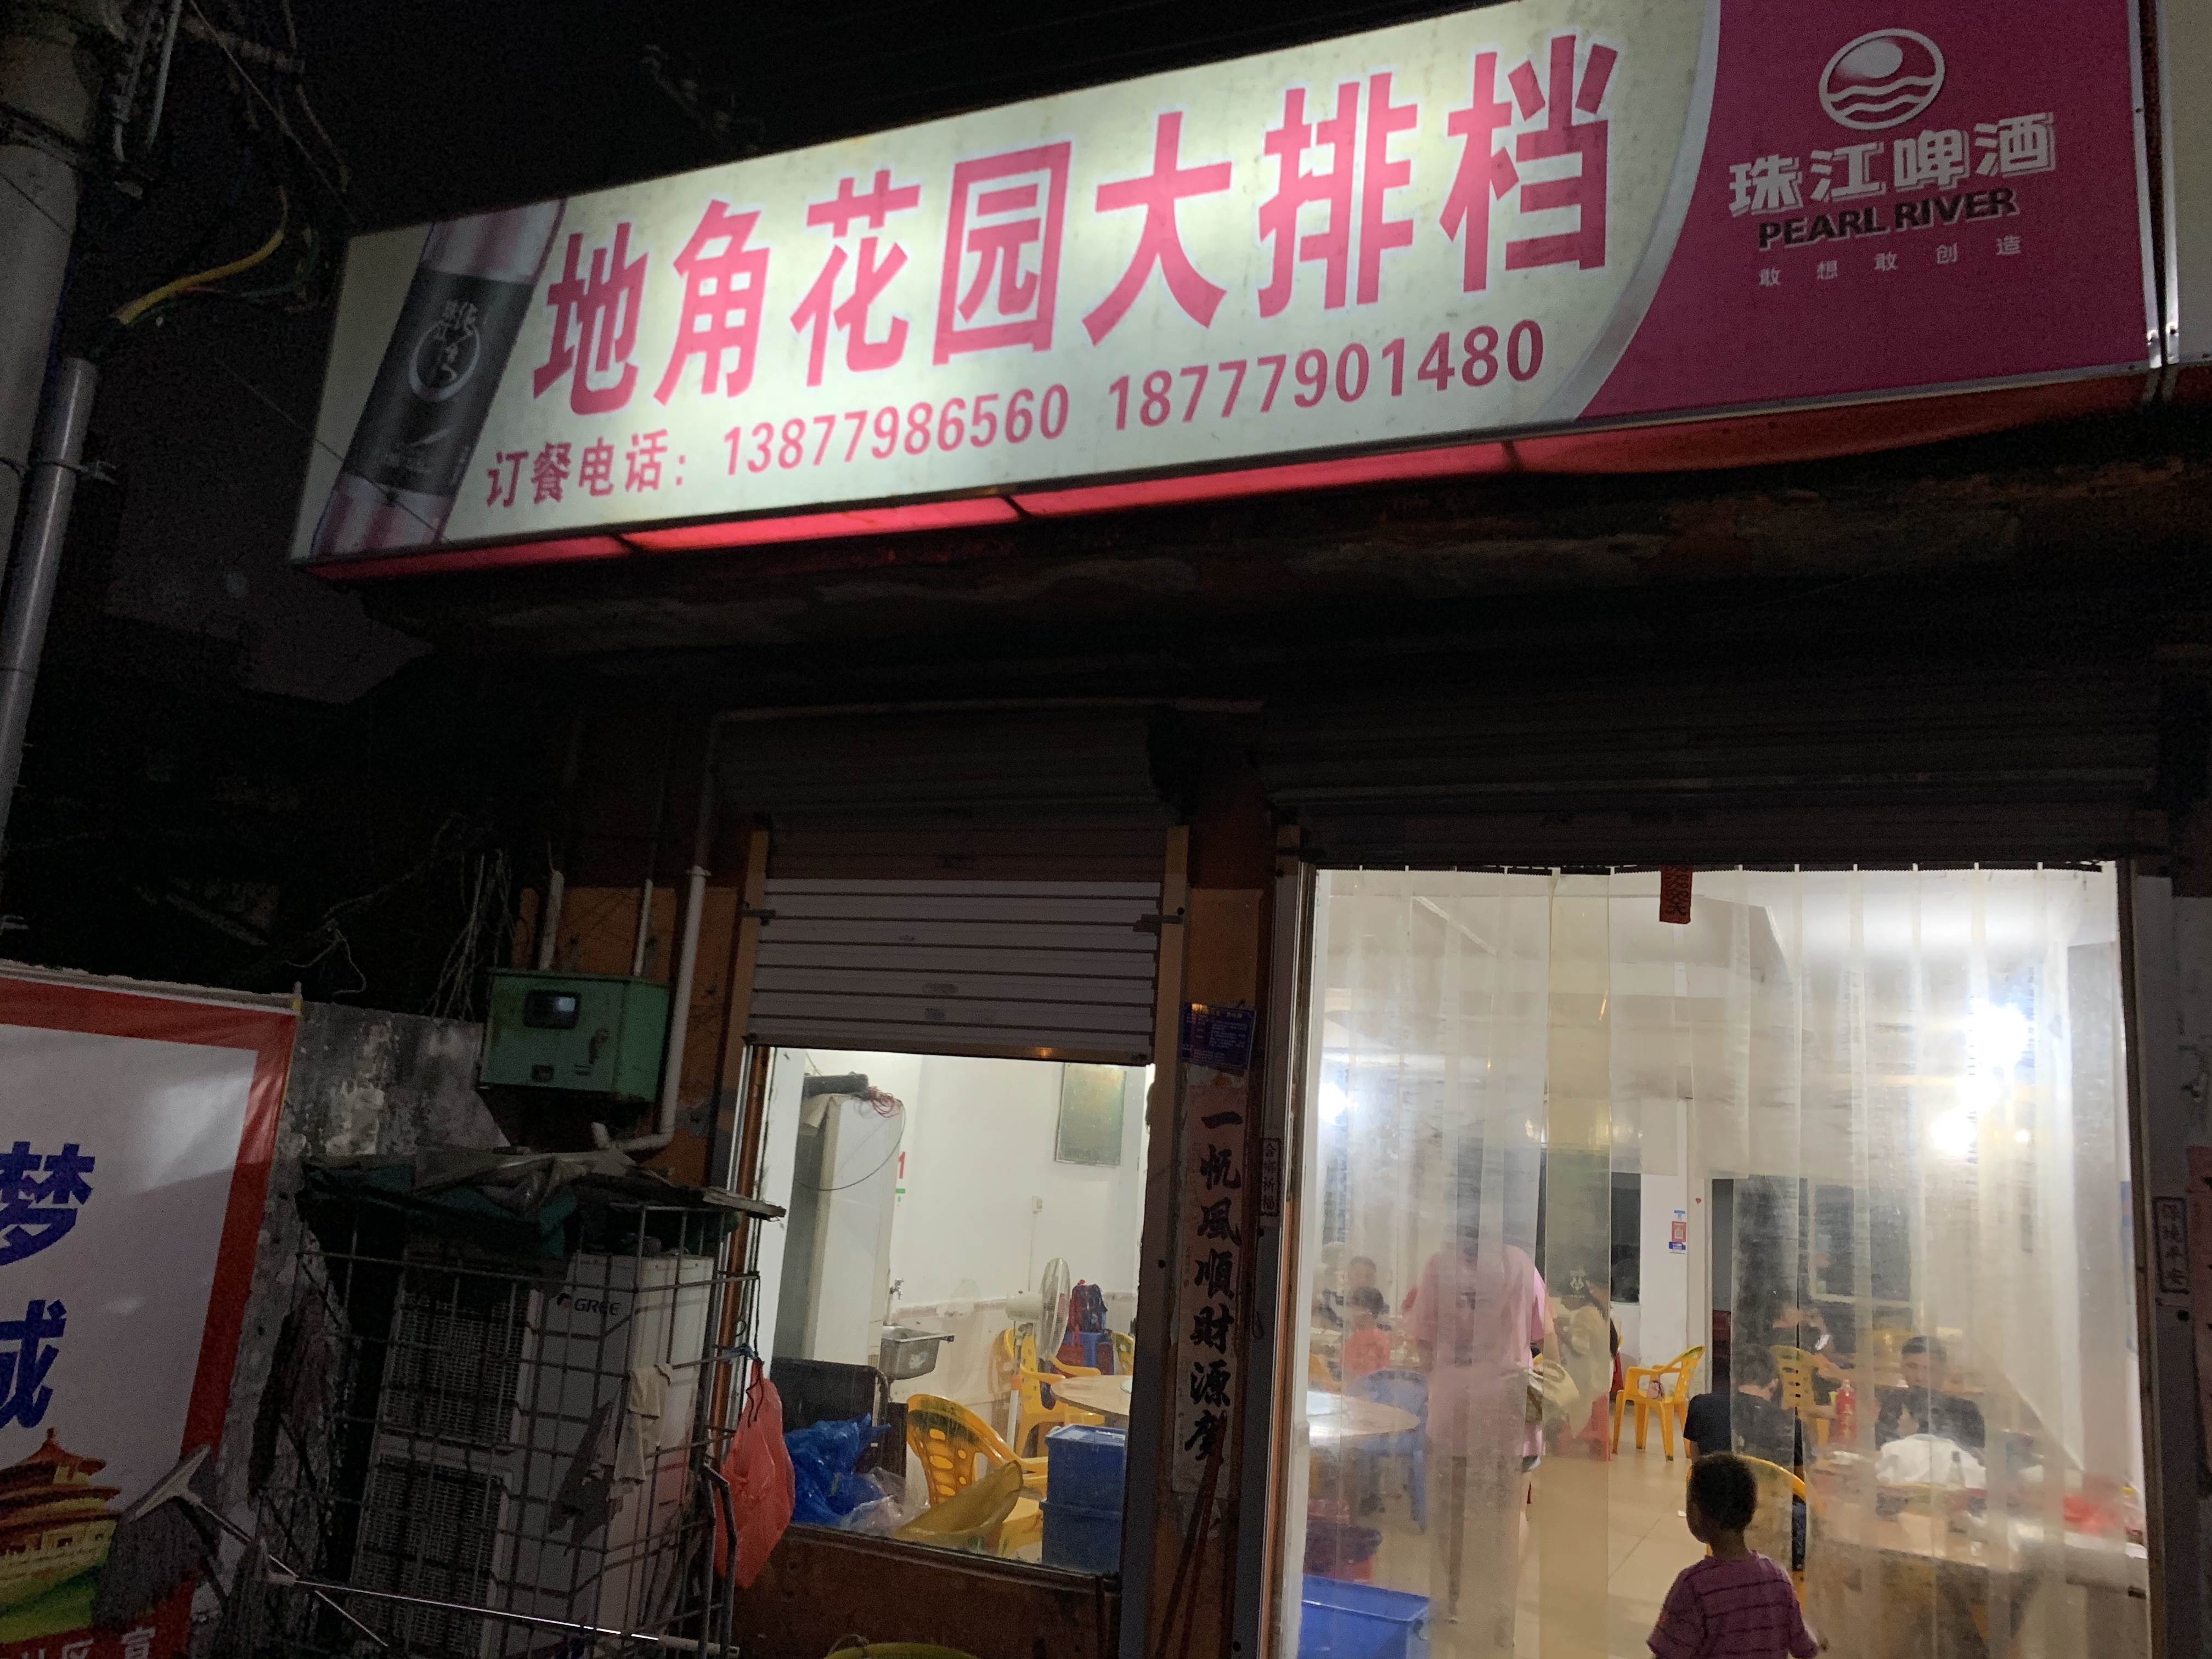 地角花园大排档
订餐电话：13877986560 18777901480
珠江啤酒
PEARL RIVER
敢想敢创造
一帆風順財源
GREE
梦
城